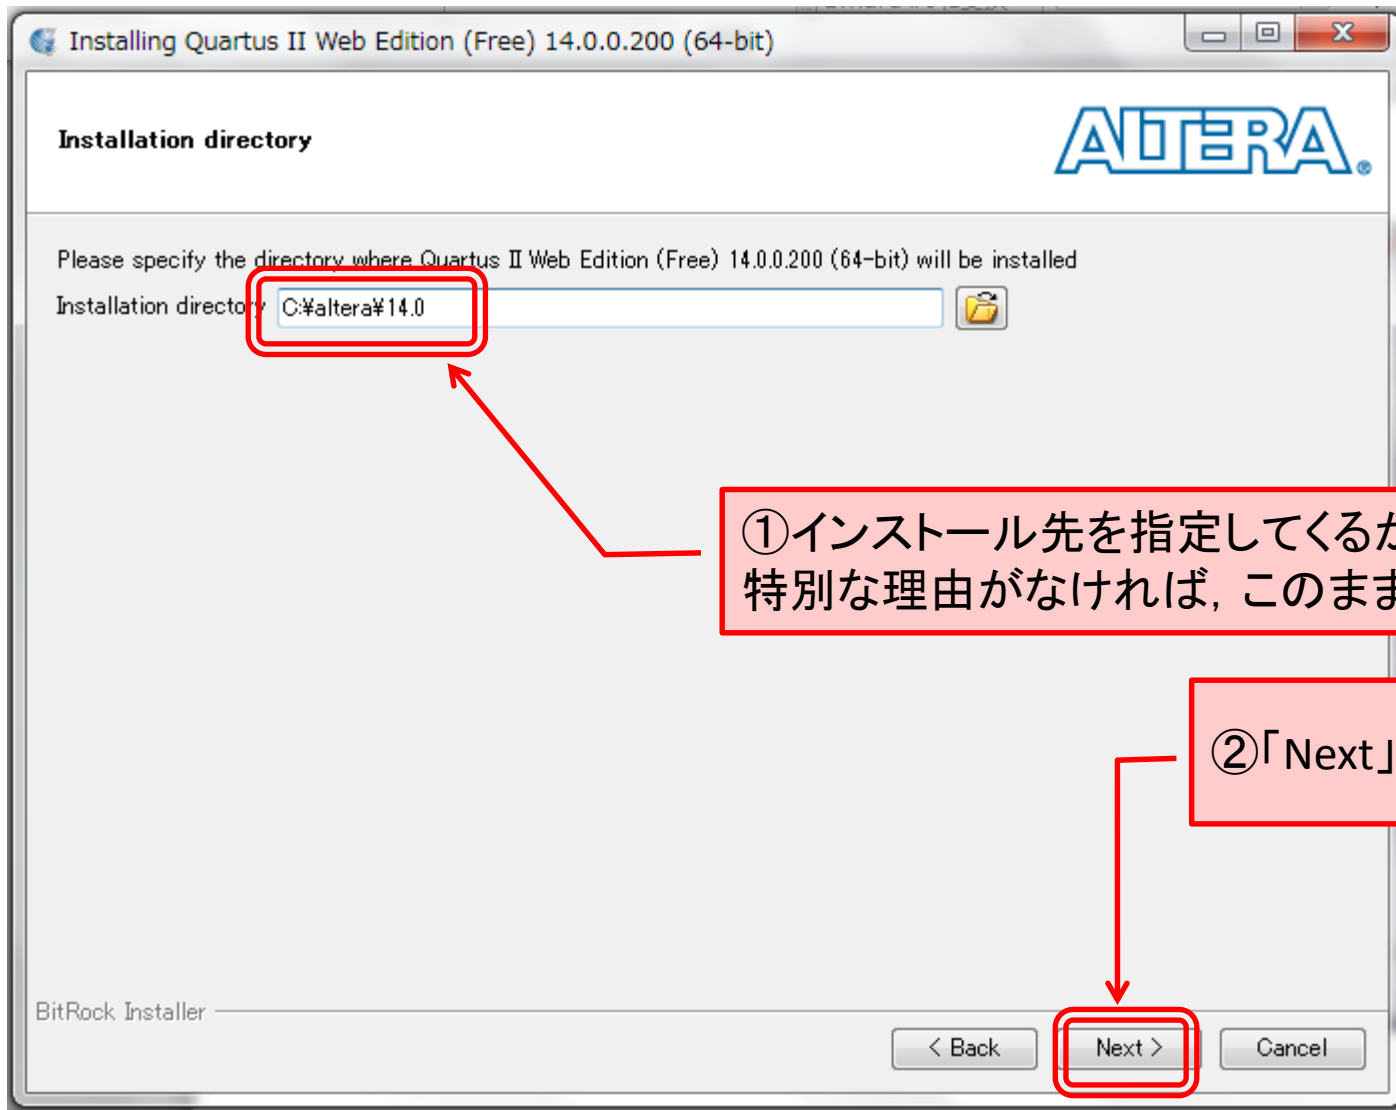 Installing Quartus II Web Edition (Free) 14.0.0.200 (64-bit)
Installation directory
ALTERA®
Please specify the directory where Quartus II Web Edition (Free) 14.0.0.200 (64-bit) will be installed
Installation directory C:¥altera¥14.0
①インストール先を指定してくる
特別な理由がなければ，このまま
②「Next」
BitRock Installer
< Back Next > Cancel